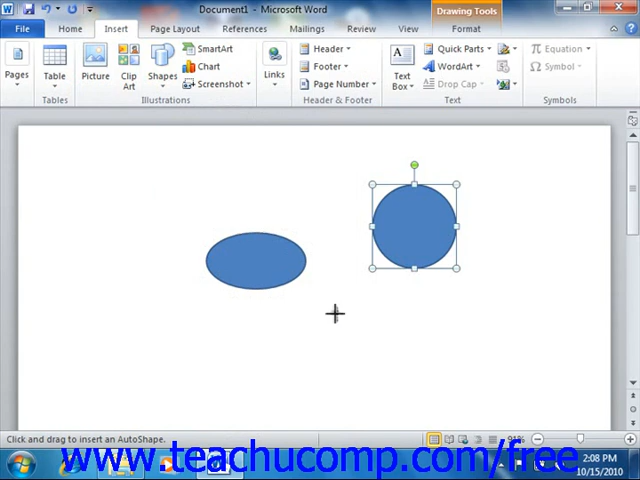 Document1 - Microsoft Word
Drawing Tools
File Home Insert Page Layout References Mailings Review View Format
Pages
Table
Tables
Picture
Clip Art
Shapes
SmartArt
Chart
Screenshot
Illustrations
Links
Header
Footer
Page Number
Header & Footer
Text Box
Quick Parts
WordArt
Drop Cap
Text
Equation
Symbol
Symbols
Click and drag to insert an AutoShape.
91%
www.teachucomp.com/free
2:08 PM
10/15/2010